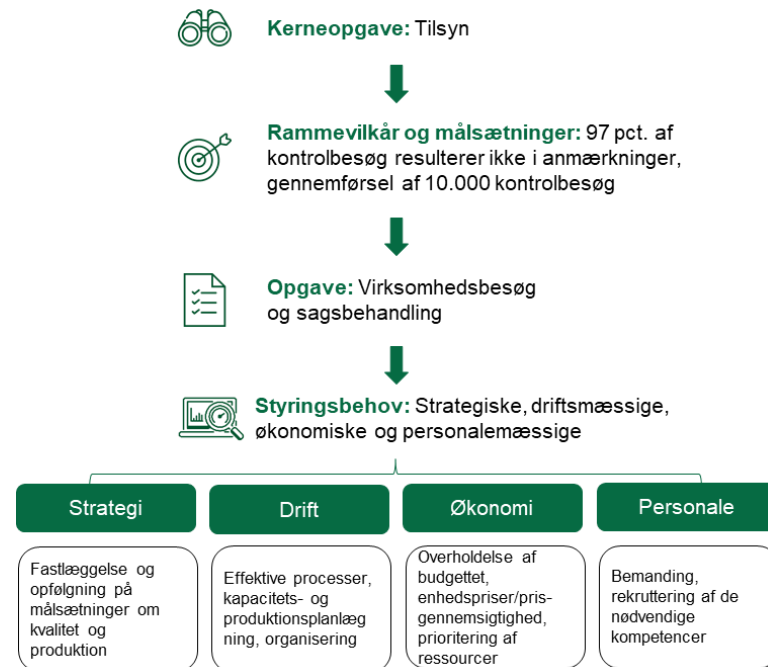 Kerneopgave: Tilsyn
Rammevilkår og målsætninger: 97 pct. af
kontrolbesøg resulterer ikke i anmærkninger,
gennemførsel af 10.000 kontrolbesøg
Opgave: Virksomhedsbesøg
og sagsbehandling
Styringsbehov: Strategiske, driftsmæssige,
økonomiske og personalemæssige
Strategi
Drift
Økonomi
Personale
Fastlæggelse og
opfølgning på
målsætninger om
kvalitet og
produktion
Effektive processer,
kapacitets- og
produktionsplanlæg
ning, organisering
Overholdelse af
budgettet,
enhedspriser/pris-
gennemsigtighed,
prioritering af
ressourcer
Bemanding,
rekruttering af de
nødvendige
kompetencer